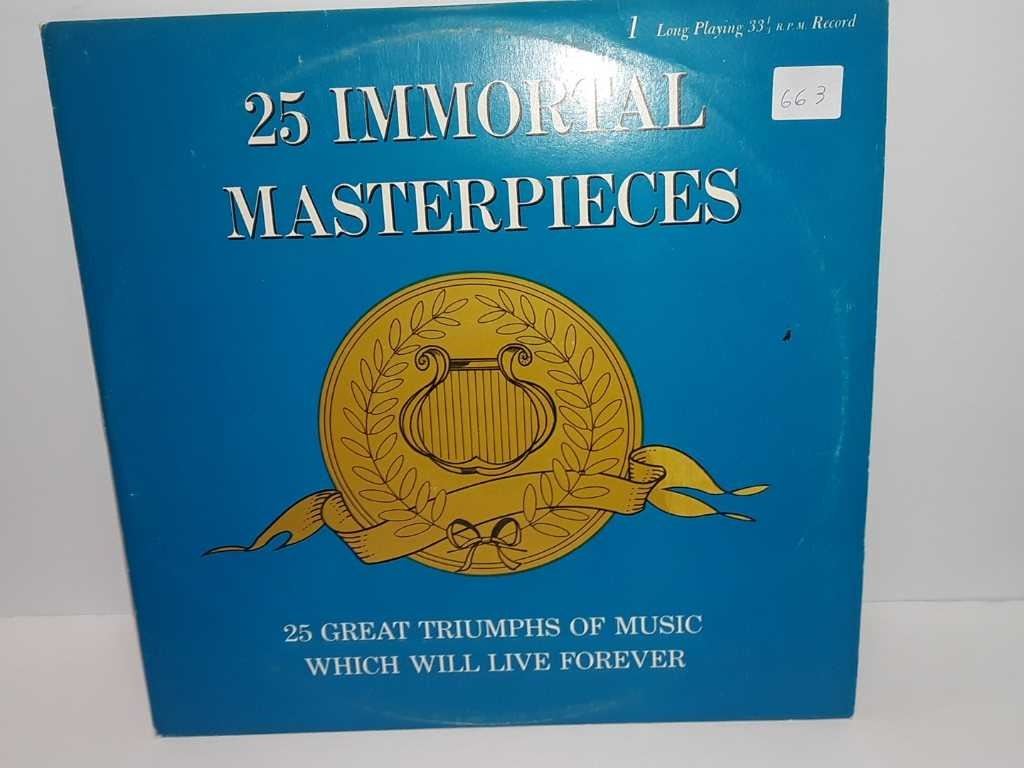 1 Long Playing 33⅓ R.P.M. Record
663
25 IMMORTAL
MASTERPIECES
25 GREAT TRIUMPHS OF MUSIC
WHICH WILL LIVE FOREVER